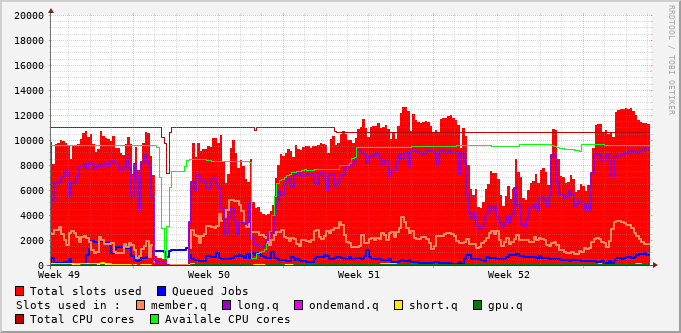 20000
18000
16000
14000
12000
10000
8000
6000
4000
2000
0
Week 49 Week 50 Week 51 Week 52
RRDTOOL / TOBI OETIKER
Total slots used Queued Jobs
Slots used in : member.q long.q ondemand.q short.q gpu.q
Total CPU cores Availale CPU cores